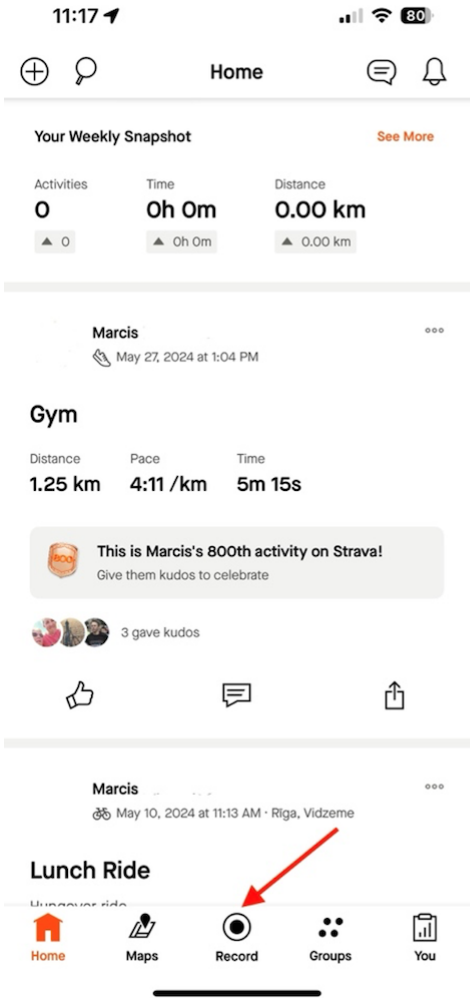 11:17
80
Home
Your Weekly Snapshot
See More
Activities
Time
Distance
0
0h 0m
0.00 km
0
0h 0m
0.00 km
Marcis
May 27, 2024 at 1:04 PM
Gym
Distance
Pace
Time
1.25 km
4:11 /km
5m 15s
800
This is Marcis's 800th activity on Strava!
Give them kudos to celebrate
3 gave kudos
Marcis
May 10, 2024 at 11:13 AM · Rīga, Vidzeme
Lunch Ride
Hungover ride
Home
Maps
Record
Groups
You